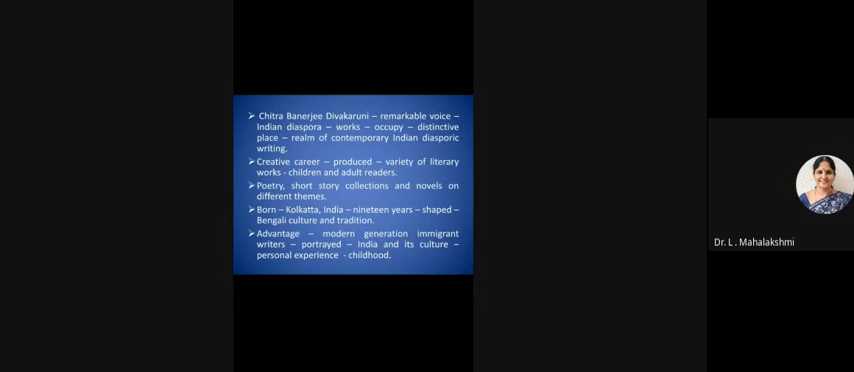 ➢ Chitra Banerjee Divakaruni – remarkable voice –
Indian diaspora – works – occupy – distinctive
place – realm of contemporary Indian diasporic
writing.
➢ Creative career – produced – variety of literary
works - children and adult readers.
➢ Poetry, short story collections and novels on
different themes.
➢ Born – Kolkatta, India – nineteen years – shaped –
Bengali culture and tradition.
➢ Advantage – modern generation immigrant
writers – portrayed – India and its culture –
personal experience - childhood.
Dr. L . Mahalakshmi